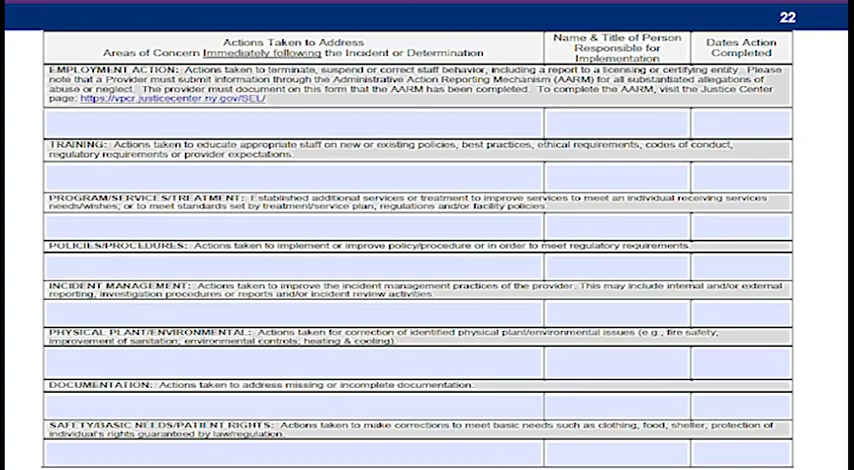 22
Actions Taken to Address
Areas of Concern Immediately following the Incident or Determination
Name & Title of Person
Responsible for
Implementation
Dates Action
Completed
EMPLOYMENT ACTION: Actions taken to terminate, suspend or correct staff behavior, including a report to a licensing or certifying entity. Please
note that a Provider must submit information through the Administrative Action Reporting Mechanism (AARM) for all substantiated allegations of
abuse or neglect. The provider must document on this form that the AARM has been completed. To complete the AARM, visit the Justice Center
page: https://vpcr.justicecenter.ny.gov/SEL/
TRAINING: Actions taken to educate appropriate staff on new or existing policies, best practices, ethical requirements, codes of conduct,
regulatory requirements or provider expectations.
PROGRAM/SERVICES/TREATMENT: Established additional services or treatment to improve services to meet an individual receiving services
needs/wishes; or to meet standards set by treatment/service plan, regulations and/or facility policies.
POLICIES/PROCEDURES: Actions taken to implement or improve policy/procedure or in order to meet regulatory requirements.
INCIDENT MANAGEMENT: Actions taken to improve the incident management practices of the provider. This may include internal and/or external
reporting, investigation procedures or reports and/or incident review activities.
PHYSICAL PLANT/ENVIRONMENTAL: Actions taken for correction of identified physical plant/environmental issues (e.g.; fire safety;
improvement of sanitation; environmental controls; heating & cooling).
DOCUMENTATION: Actions taken to address missing or incomplete documentation.
SAFETY/BASIC NEEDS/PATIENT RIGHTS: Actions taken to make corrections to meet basic needs such as clothing, food, shelter; protection of
individual's rights guaranteed by law/regulation.